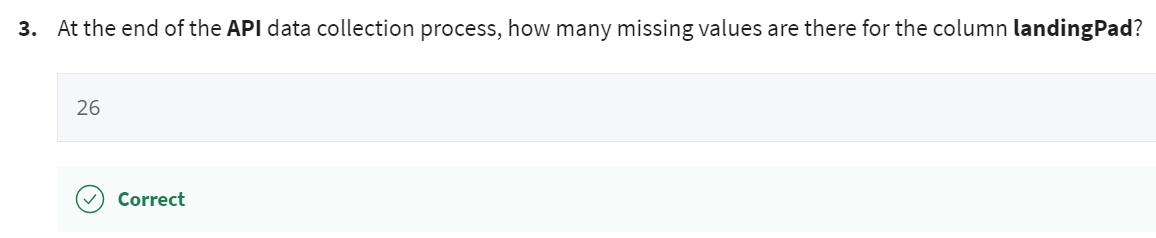 3. At the end of the API data collection process, how many missing values are there for the column landingPad?
26
Correct